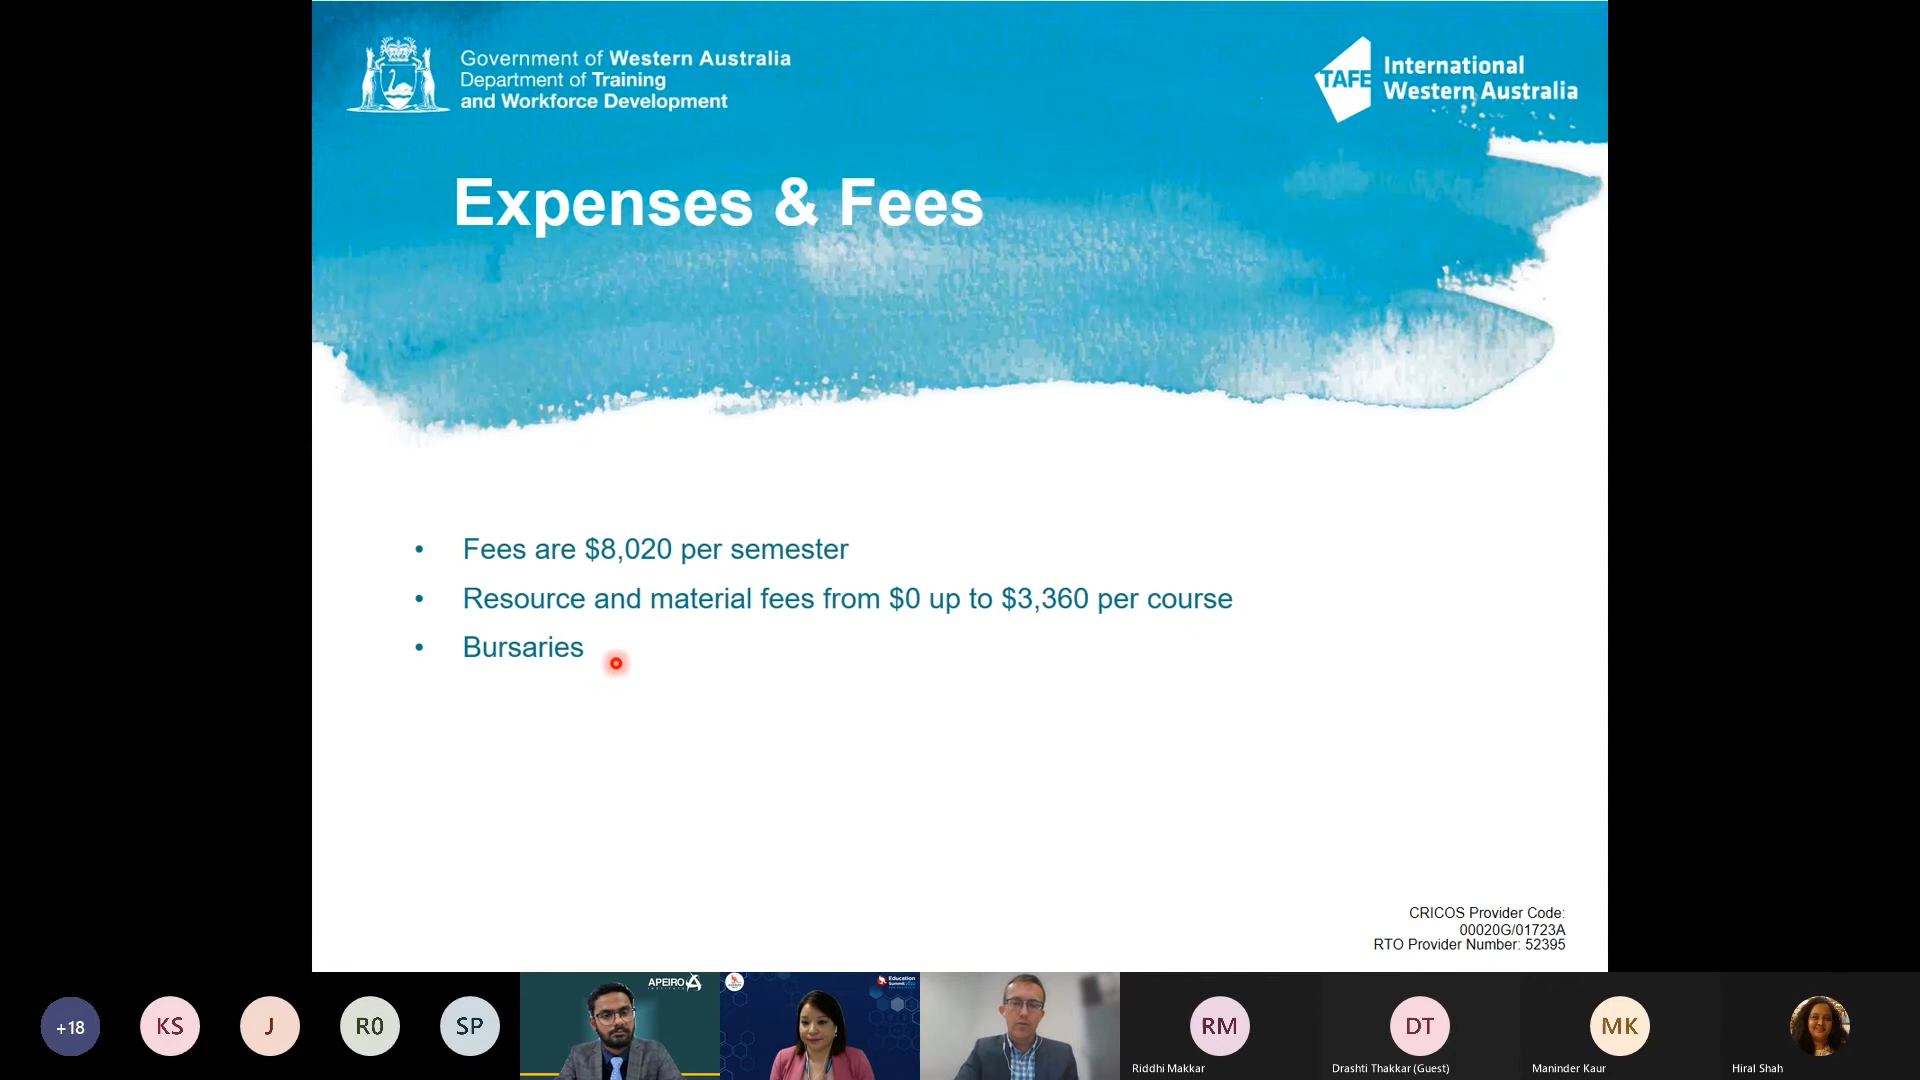 Government of Western Australia
Department of Training
and Workforce Development
TAFE
International
Western Australia
Expenses & Fees
• Fees are $8,020 per semester
• Resource and material fees from $0 up to $3,360 per course
• Bursaries
CRICOS Provider Code:
00020G/01723A
RTO Provider Number: 52395
+18
KS
J
R0
SP
APEIRO
Education
RM
DT
MK
Riddhi Makkar
Drashti Thakkar (Guest)
Maninder Kaur
Hiral Shah